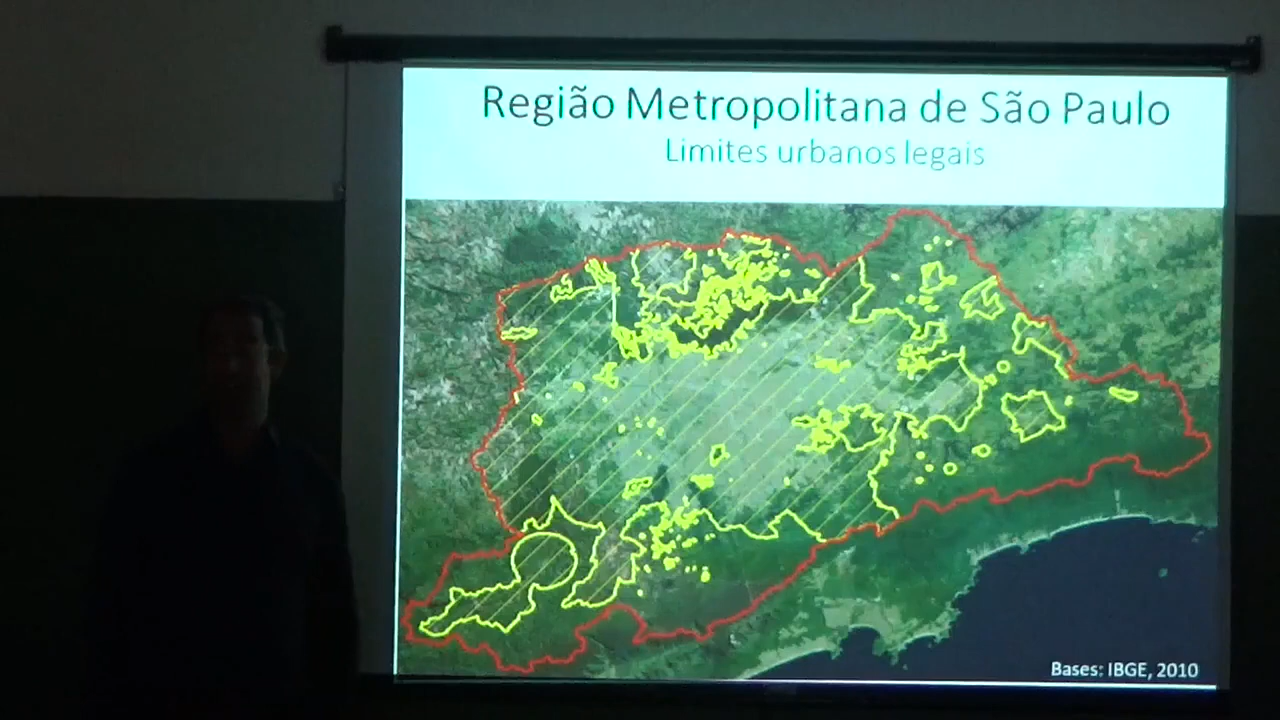 Região Metropolitana de São Paulo
Limites urbanos legais
Bases: IBGE, 2010